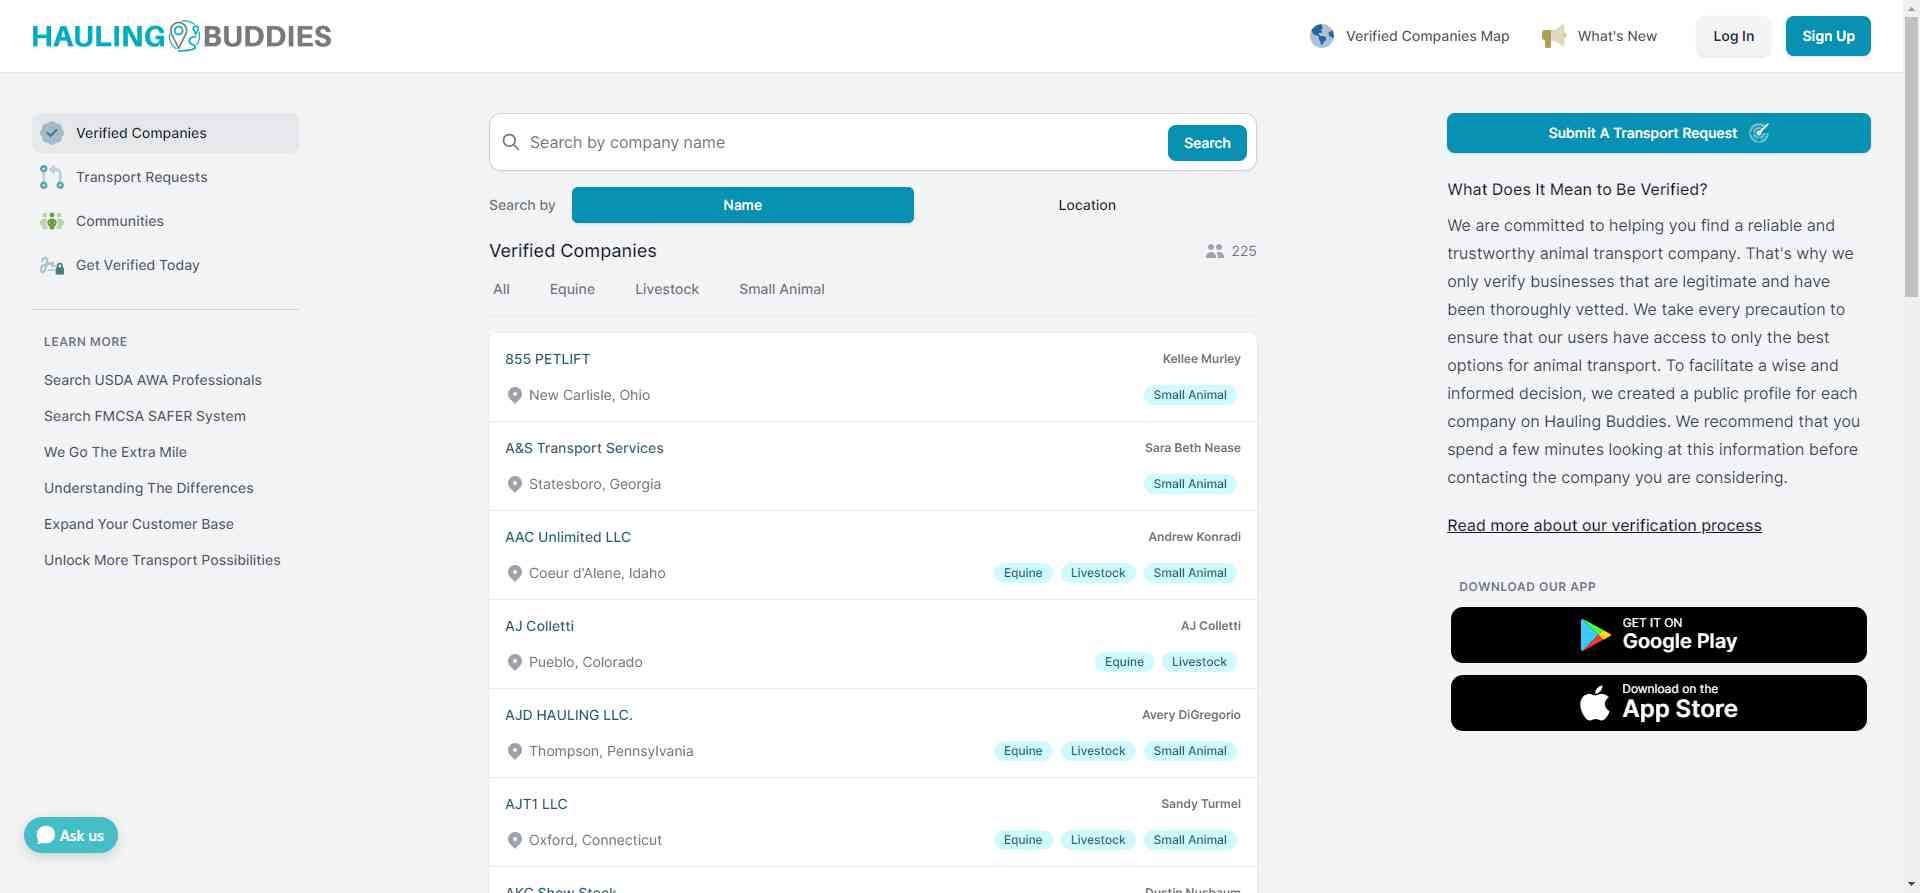 HAULING BUDDIES
Verified Companies Map
What's New
Log In
Sign Up
Verified Companies
Transport Requests
Communities
Get Verified Today
LEARN MORE
Search USDA AWA Professionals
Search FMCSA SAFER System
We Go The Extra Mile
Understanding The Differences
Expand Your Customer Base
Unlock More Transport Possibilities
Ask us
Search by company name
Search
Search by
Name
Location
Verified Companies
225
All
Equine
Livestock
Small Animal
855 PETLIFT
Kellee Murley
New Carlisle, Ohio
Small Animal
A&S Transport Services
Sara Beth Nease
Statesboro, Georgia
Small Animal
AAC Unlimited LLC
Andrew Konradi
Coeur d'Alene, Idaho
Equine Livestock Small Animal
AJ Colletti
AJ Colletti
Pueblo, Colorado
Equine Livestock
AJD HAULING LLC.
Avery DiGregorio
Thompson, Pennsylvania
Equine Livestock Small Animal
AJT1 LLC
Sandy Turmel
Oxford, Connecticut
Equine Livestock Small Animal
AKC Show Stock
Dustin Nusbaum
Submit A Transport Request
What Does It Mean to Be Verified?
We are committed to helping you find a reliable and
trustworthy animal transport company. That's why we
only verify businesses that are legitimate and have
been thoroughly vetted. We take every precaution to
ensure that our users have access to only the best
options for animal transport. To facilitate a wise and
informed decision, we created a public profile for each
company on Hauling Buddies. We recommend that you
spend a few minutes looking at this information before
contacting the company you are considering.
Read more about our verification process
DOWNLOAD OUR APP
GET IT ON
Google Play
Download on the
App Store